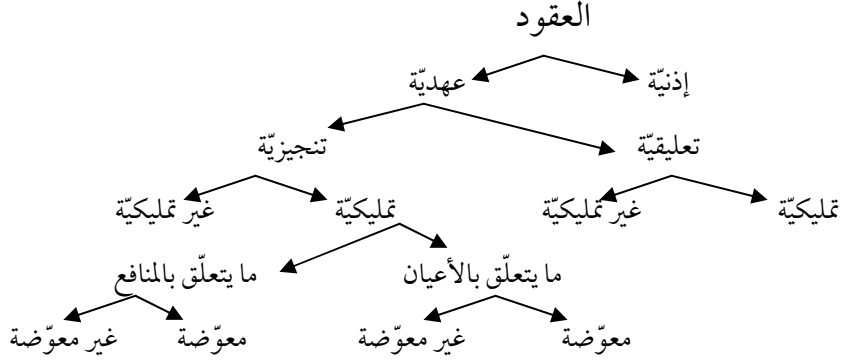 العقود
إذنيّة عهديّة
تعليقيّة تنجيزيّة
تمليكيّة غير تمليكيّة تمليكيّة غير تمليكيّة
ما يتعلّق بالأعيان ما يتعلّق بالمنافع
معوّضة غير معوّضة معوّضة غير معوّضة